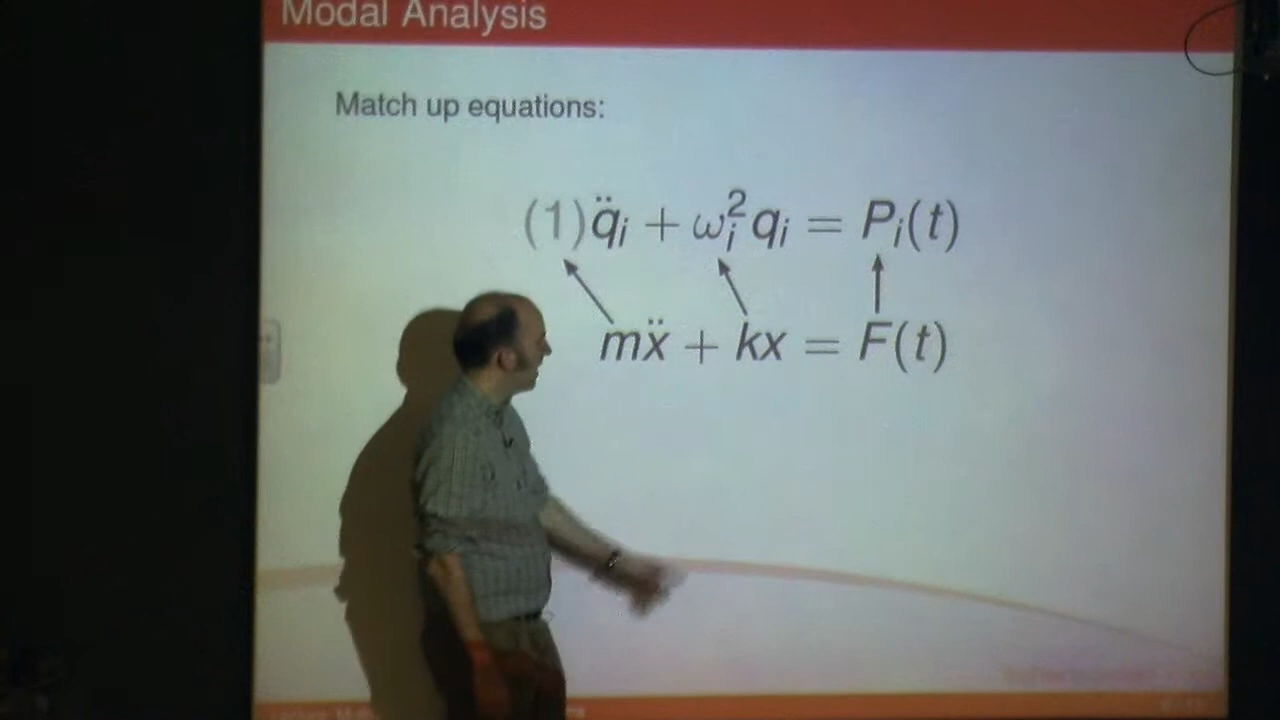 Modal Analysis
Match up equations:
(1)q̈ᵢ + ωᵢ²qᵢ = Pᵢ(t)
mẍ + kx = F(t)